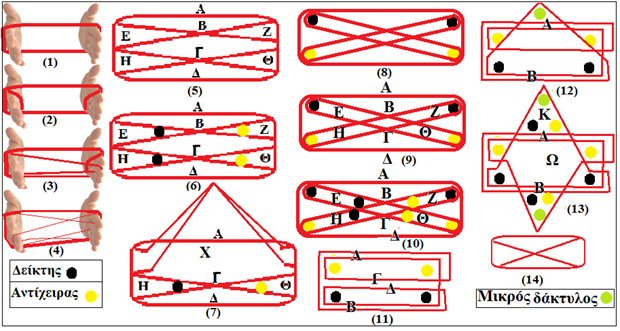 (1)
(2)
(3)
(4)
Δείκτης
Αντίχειρας
Α
Β
Ε Ζ
Γ
Η Θ
Δ
(5)
Α
Β
Ε Ζ
Γ
Η Θ
Δ
(6)
Α
Χ
Γ
Η Θ
Δ
(7)
(8)
Α
Ε Β Ζ
Η Γ Θ
Δ (9)
Α
Ε Β Ζ
Η Γ Θ
Δ (10)
Α
Γ
Δ
Β
(11)
Α
Β
(12)
Κ
Α
Ω
Β
(13)
(14)
Μικρός δάκτυλος